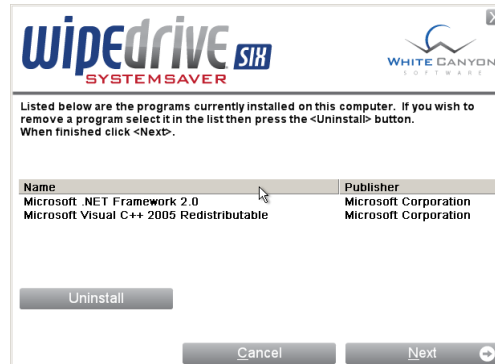 wipedrive SIX
SYSTEMSAVER
WHITE CANYON
SOFTWARE
Listed below are the programs currently installed on this computer. If you wish to
remove a program select it in the list then press the <Uninstall> button.
When finished click <Next>.
Name Publisher
Microsoft .NET Framework 2.0 Microsoft Corporation
Microsoft Visual C++ 2005 Redistributable Microsoft Corporation
Uninstall
Cancel Next